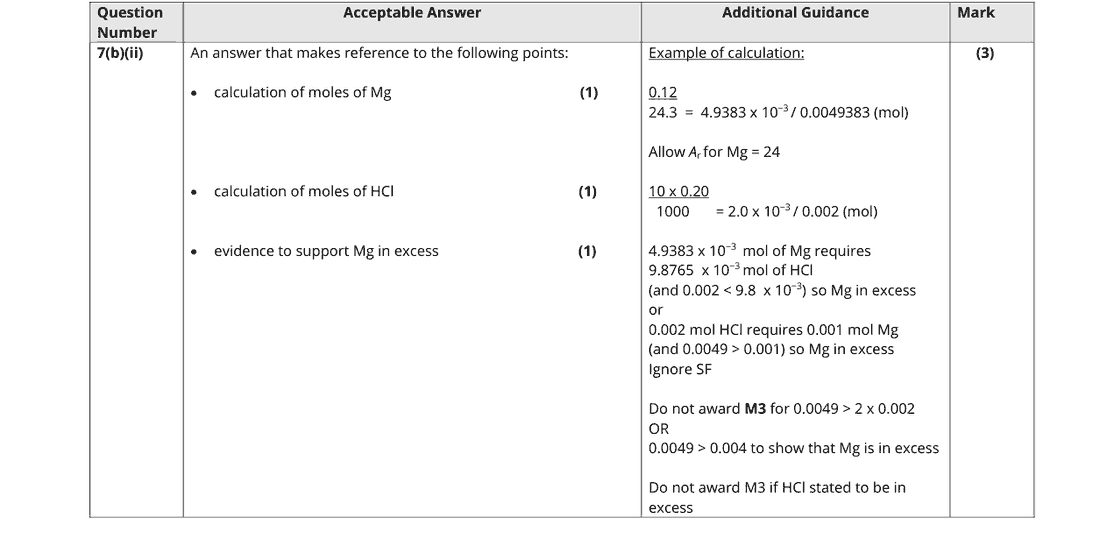 Question Number
Acceptable Answer
Additional Guidance
Mark
7(b)(ii)
An answer that makes reference to the following points:
• calculation of moles of Mg (1)
• calculation of moles of HCl (1)
• evidence to support Mg in excess (1)
Example of calculation:
0.12
24.3 = 4.9383 x 10⁻³ / 0.0049383 (mol)
Allow Aᵣ for Mg = 24
10 x 0.20
1000 = 2.0 x 10⁻³ / 0.002 (mol)
4.9383 x 10⁻³ mol of Mg requires
9.8765 x 10⁻³ mol of HCl
(and 0.002 < 9.8 x 10⁻³) so Mg in excess
or
0.002 mol HCl requires 0.001 mol Mg
(and 0.0049 > 0.001) so Mg in excess
Ignore SF
Do not award M3 for 0.0049 > 2 x 0.002
OR
0.0049 > 0.004 to show that Mg is in excess
Do not award M3 if HCl stated to be in
excess
(3)